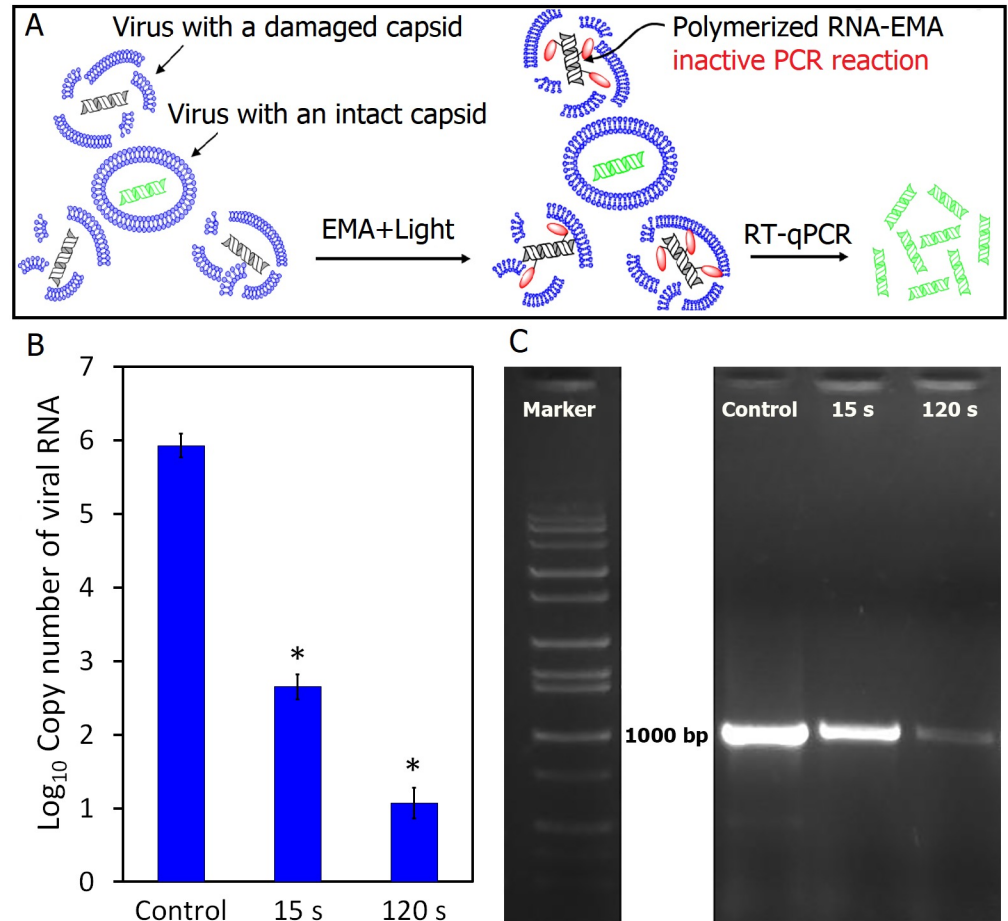 A
Virus with a damaged capsid
Virus with an intact capsid
EMA+Light
Polymerized RNA-EMA
inactive PCR reaction
RT-qPCR
B
Log₁₀ Copy number of viral RNA
7
6
5
4
3
2
1
0
*
*
Control 15 s 120 s
C
Marker
Control 15 s 120 s
1000 bp